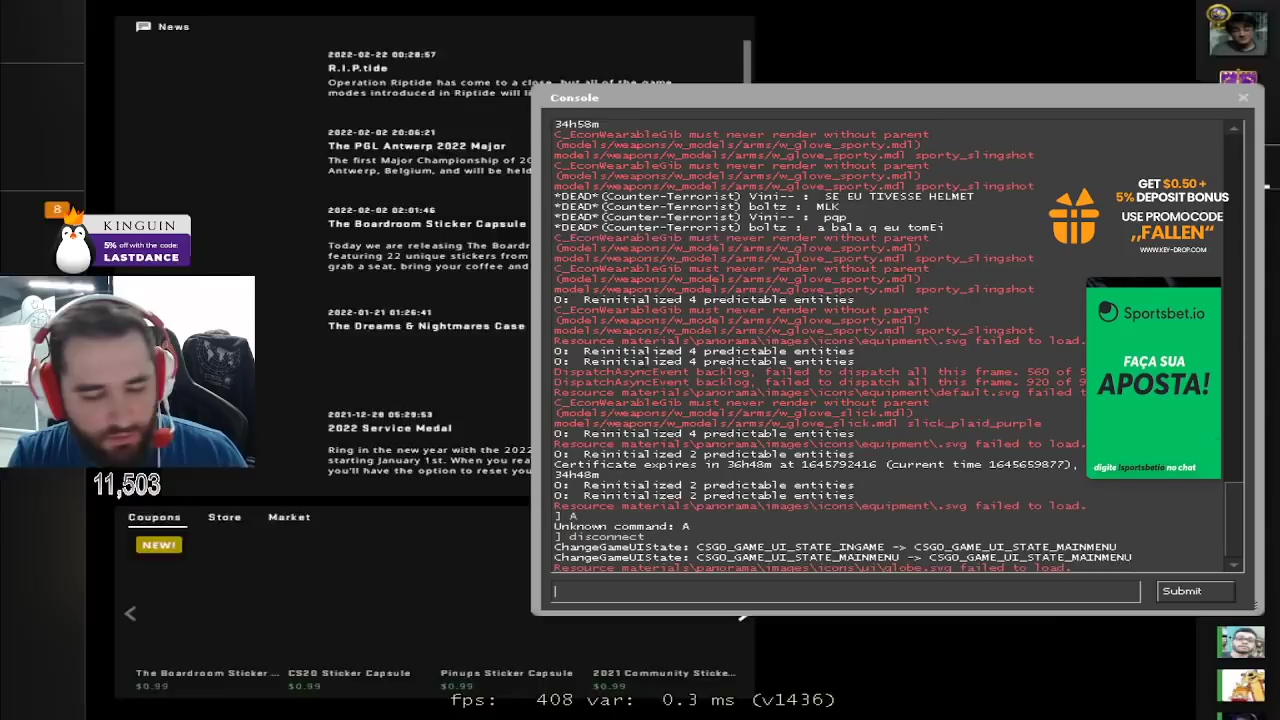 News
2022-02-22 00:28:57
R.I.P.tide
Operation Riptide has come to a close, but all of the game
modes introduced in Riptide will li
2022-02-02 20:06:21
The PGL Antwerp 2022 Major
The first Major Championship of 20
Antwerp, Belgium, and will be held
2022-02-02 02:01:46
The Boardroom Sticker Capsule
Today we are releasing The Boardr
featuring 22 unique stickers from
grab a seat, bring your coffee and
2022-01-21 01:26:41
The Dreams & Nightmares Case
2022 Service Medal
Ring in the new year with the 2022
starting January 1st. When you rea
you'll have the option to reset you
8
KINGUIN
5% off with the code:
LASTDANCE
11,503
Coupons
Store
Market
NEW!
The Boardroom Sticker ...
$0.99
CS20 Sticker Capsule
$0.99
Pinups Sticker Capsule
$0.99
2021 Community Sticke...
$0.99
fps: 408 var: 0.3 ms (v1436)
Console
34h58m
C_EconWearableGib must never render without parent
(models/weapons/w_models/arms/w_glove_sporty.mdl)
models/weapons/w_models/arms/w_glove_sporty.mdl sporty_slingshot
C_EconWearableGib must never render without parent
(models/weapons/w_models/arms/w_glove_sporty.mdl)
models/weapons/w_models/arms/w_glove_sporty.mdl sporty_slingshot
*DEAD*(Counter-Terrorist) Vini-- : SE EU TIVESSE HELMET
*DEAD*(Counter-Terrorist) boltz : MLK
*DEAD*(Counter-Terrorist) Vini-- : pqp
*DEAD*(Counter-Terrorist) boltz : a bala q eu tomEi
C_EconWearableGib must never render without parent
(models/weapons/w_models/arms/w_glove_sporty.mdl)
models/weapons/w_models/arms/w_glove_sporty.mdl sporty_slingshot
C_EconWearableGib must never render without parent
(models/weapons/w_models/arms/w_glove_sporty.mdl)
models/weapons/w_models/arms/w_glove_sporty.mdl sporty_slingshot
0: Reinitialized 4 predictable entities
C_EconWearableGib must never render without parent
(models/weapons/w_models/arms/w_glove_sporty.mdl)
models/weapons/w_models/arms/w_glove_sporty.mdl sporty_slingshot
Resource materials\panorama\images\icons\equipment\.svg failed to load.
0: Reinitialized 4 predictable entities
0: Reinitialized 4 predictable entities
DispatchAsyncEvent backlog, failed to dispatch all this frame. 560 of 5
DispatchAsyncEvent backlog, failed to dispatch all this frame. 920 of 9
Resource materials\panorama\images\icons\equipment\default.svg failed t
C_EconWearableGib must never render without parent
(models/weapons/w_models/arms/w_glove_slick.mdl)
models/weapons/w_models/arms/w_glove_slick.mdl slick_plaid_purple
0: Reinitialized 4 predictable entities
Resource materials\panorama\images\icons\equipment\.svg failed to load.
0: Reinitialized 2 predictable entities
Certificate expires in 36h48m at 1645792416 (current time 1645659877),
34h48m
0: Reinitialized 2 predictable entities
0: Reinitialized 2 predictable entities
Resource materials\panorama\images\icons\equipment\.svg failed to load.
] A
Unknown command: A
] disconnect
ChangeGameUIState: CSGO_GAME_UI_STATE_INGAME -> CSGO_GAME_UI_STATE_MAINMENU
ChangeGameUIState: CSGO_GAME_UI_STATE_MAINMENU -> CSGO_GAME_UI_STATE_MAINMENU
Resource materials\panorama\images\icons\ui\globe.svg failed to load.
Submit
GET $0.50 +
5% DEPOSIT BONUS
USE PROMOCODE
„FALLEN“
WWW.KEY-DROP.COM
Sportsbet.io
FAÇA SUA
APOSTA!
digite !sportsbetio no chat